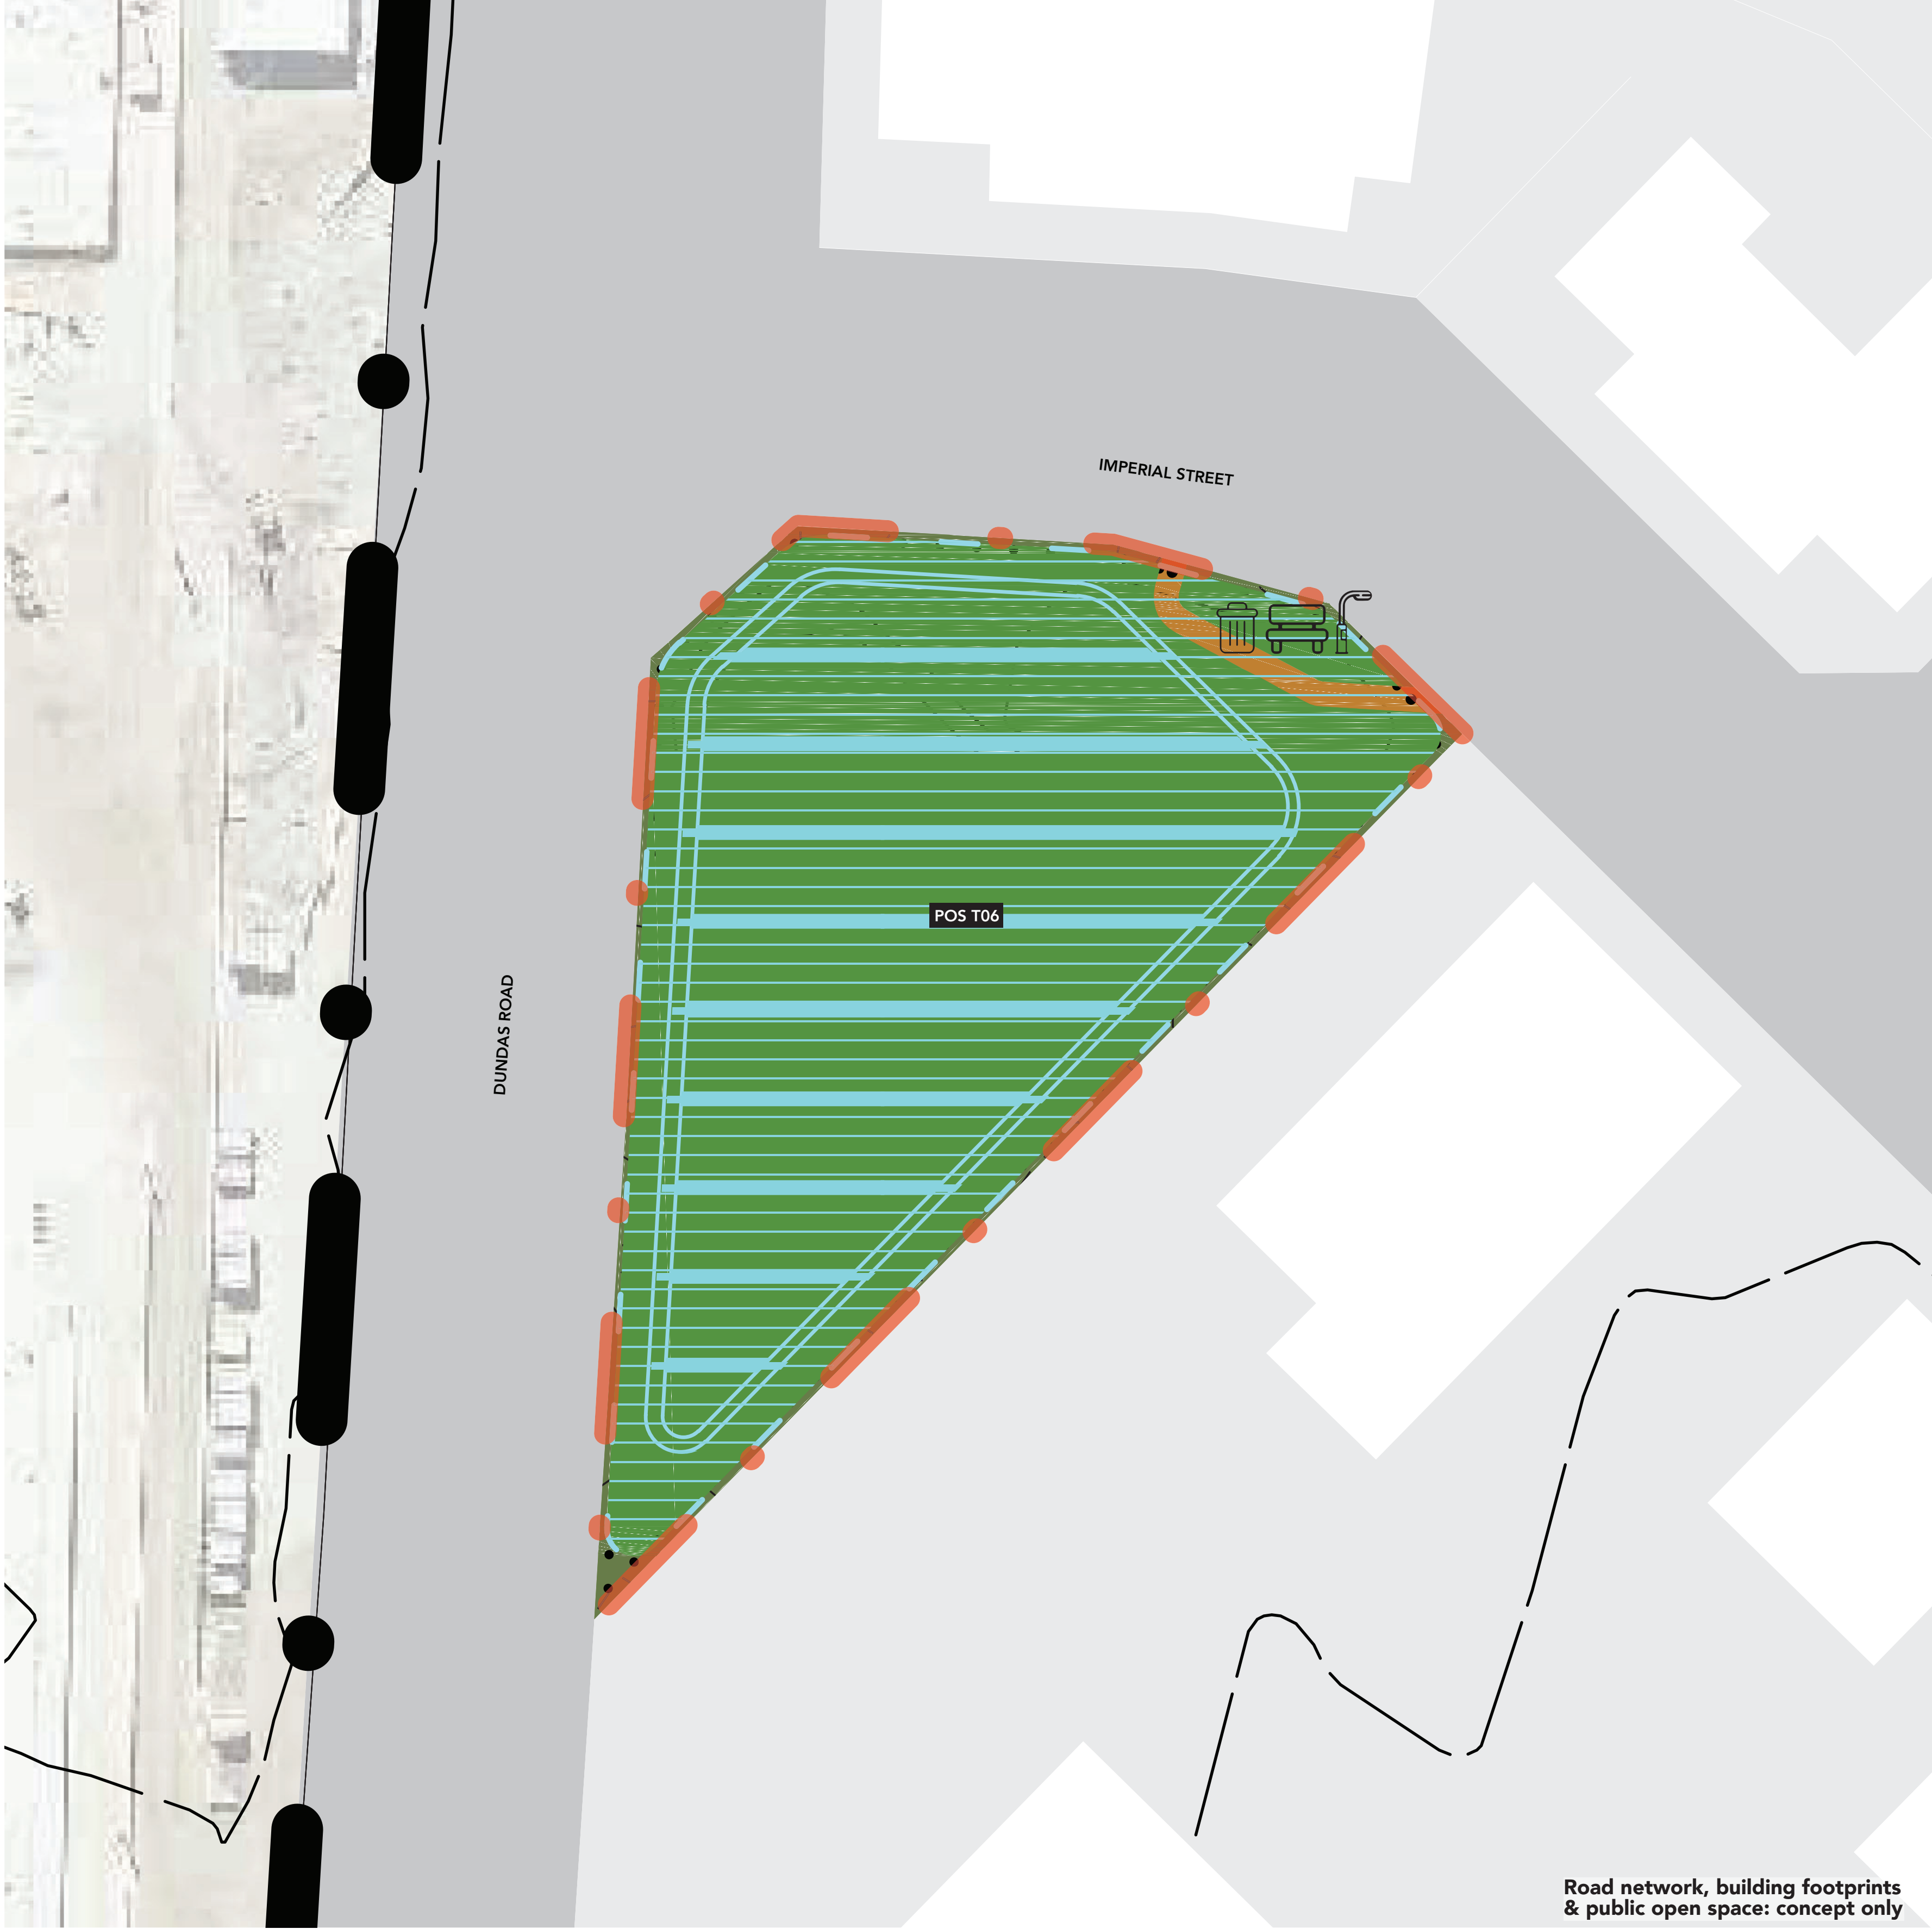 IMPERIAL STREET
POS T06
DUNDAS ROAD
Road network, building footprints
& public open space: concept only